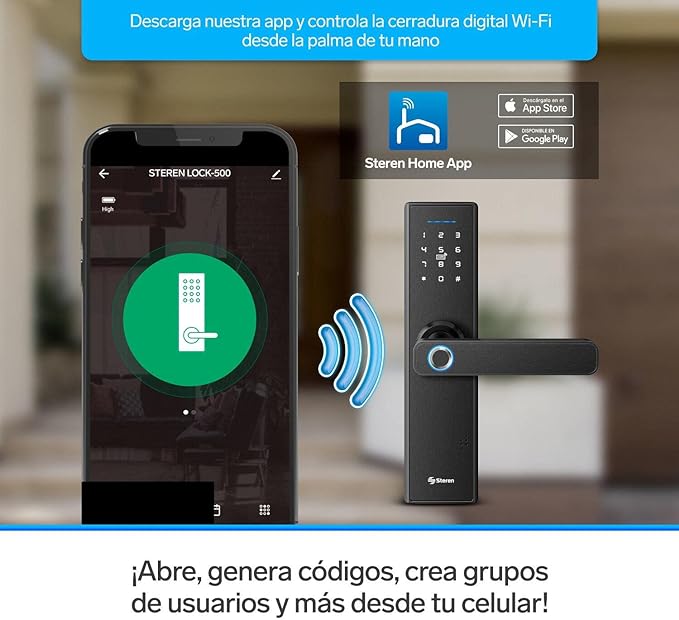 Descarga nuestra app y controla la cerradura digital Wi-Fi
desde la palma de tu mano
Descárgalo en el
App Store
DISPONIBLE EN
Google Play
Steren Home App
STEREN LOCK-500
High
1 2 3
4 5 6
7 8 9
* 0 #
Steren
¡Abre, genera códigos, crea grupos
de usuarios y más desde tu celular!